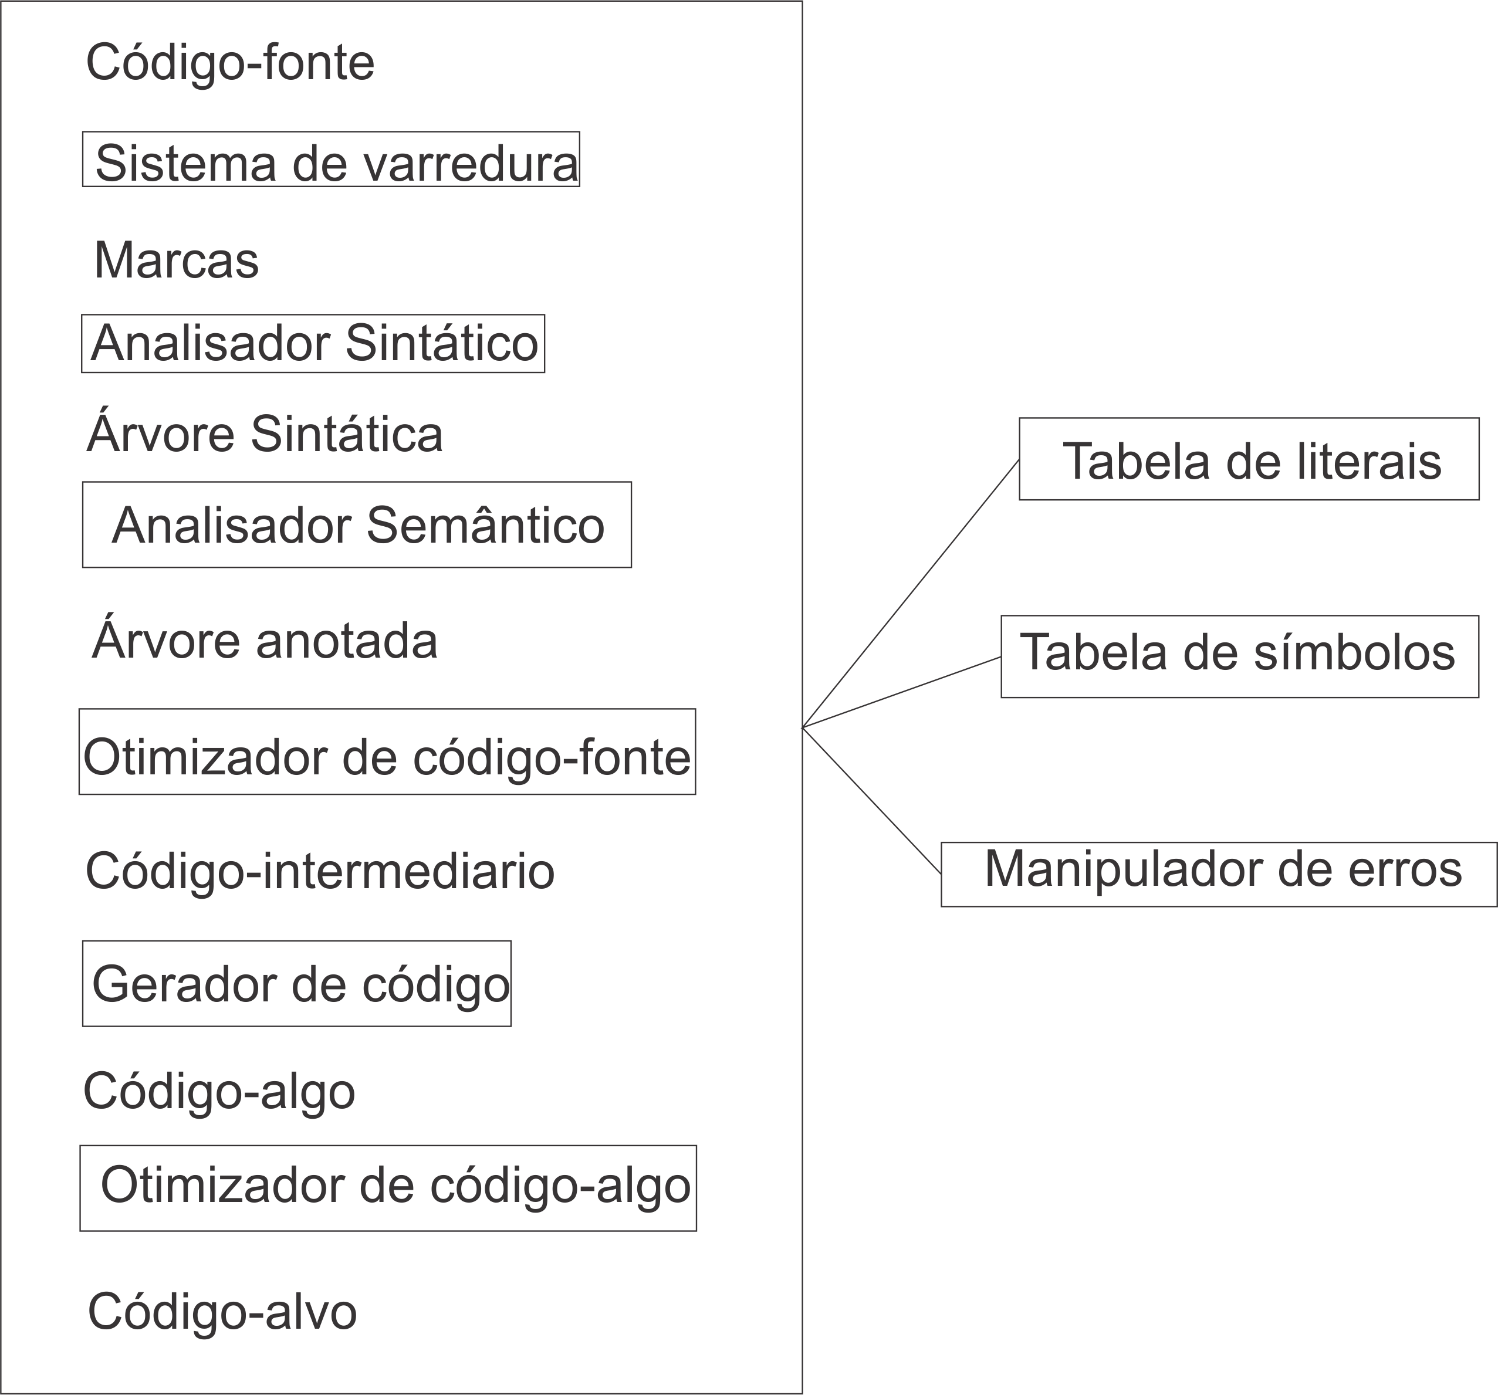 Código-fonte
Sistema de varredura
Marcas
Analisador Sintático
Árvore Sintática
Analisador Semântico
Árvore anotada
Otimizador de código-fonte
Código-intermediario
Gerador de código
Código-algo
Otimizador de código-algo
Código-alvo
Tabela de literais
Tabela de símbolos
Manipulador de erros